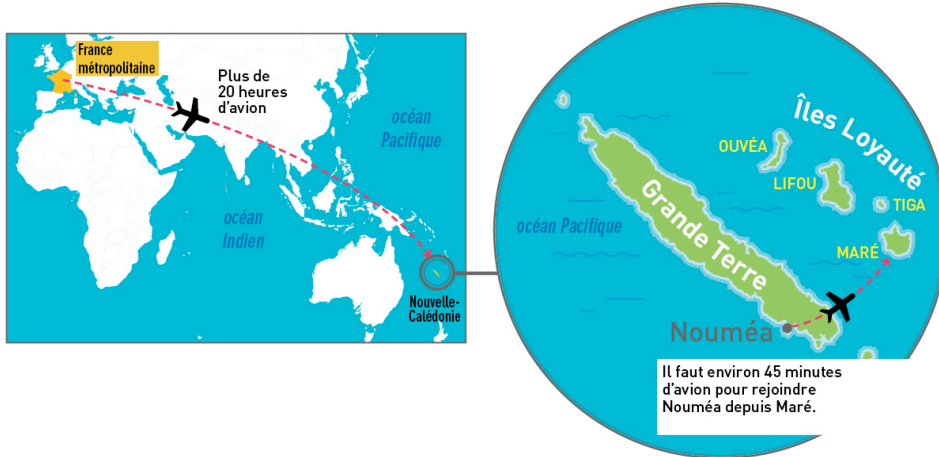 France
métropolitaine
Plus de
20 heures
d'avion
océan
Pacifique
océan
Indien
Nouvelle-
Calédonie
Îles Loyauté
OUVÉA
LIFOU
TIGA
MARÉ
océan Pacifique
Grande Terre
Nouméa
Il faut environ 45 minutes
d'avion pour rejoindre
Nouméa depuis Maré.